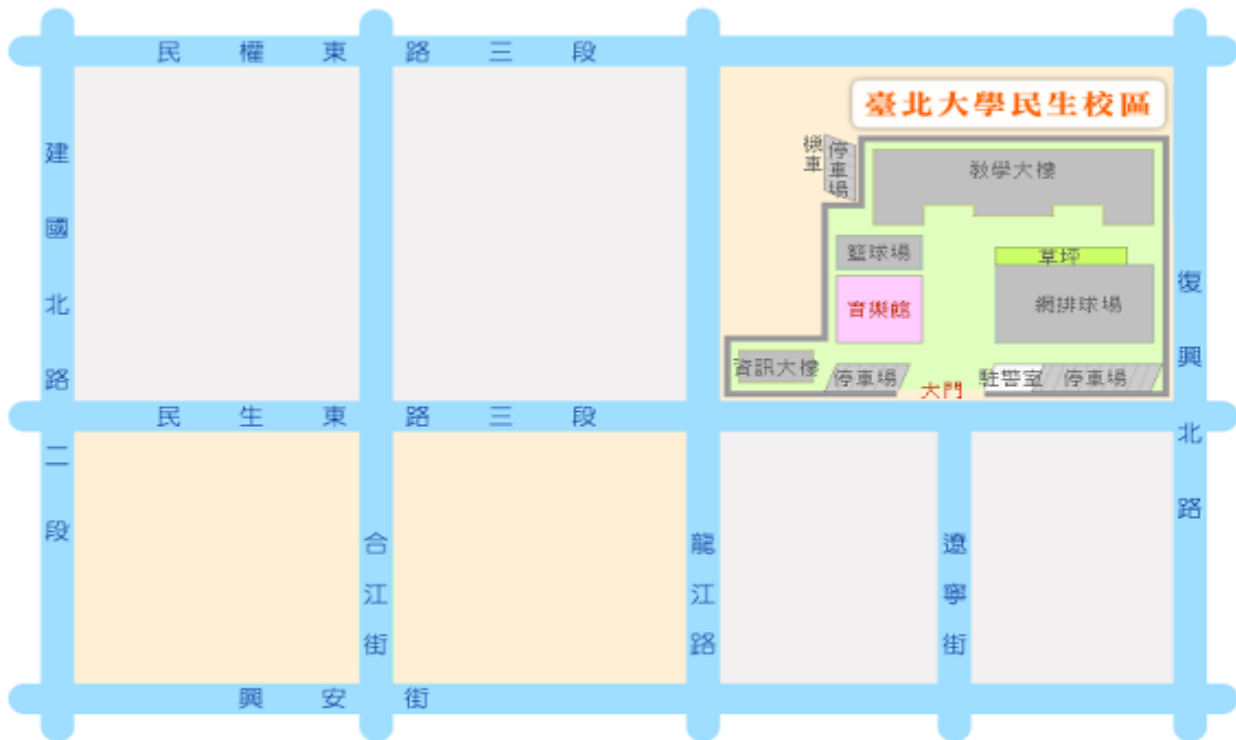 民權東路三段
臺北大學民生校區
機車
停車場
教學大樓
建國北路二段
籃球場
草坪
復興北路
音樂館
網排球場
資訊大樓
停車場
大門
駐警室
停車場
民生東路三段
合江街
龍江路
遼寧街
興安街